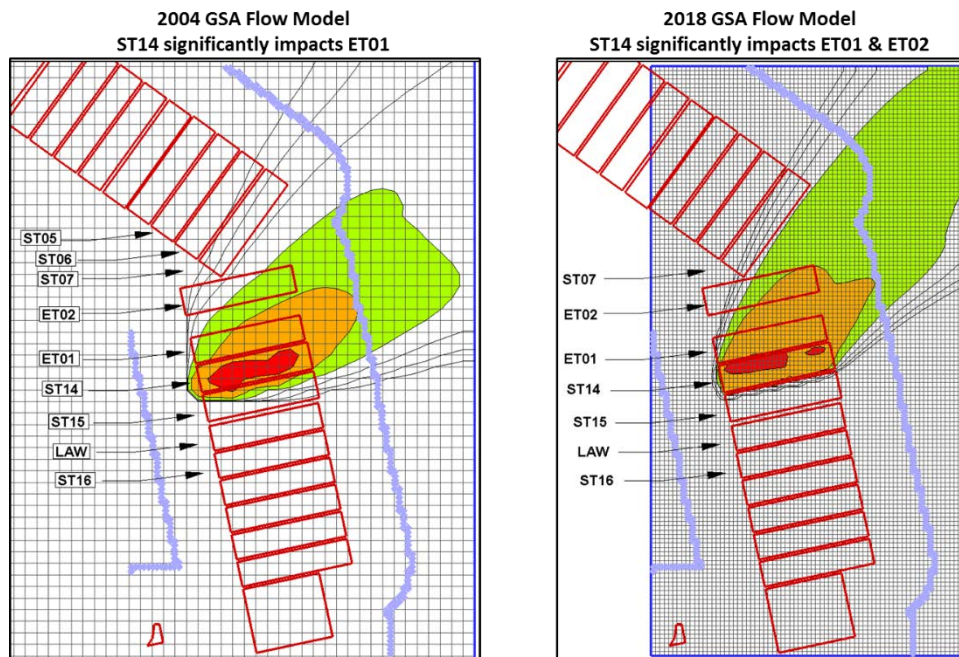 2004 GSA Flow Model
ST14 significantly impacts ET01
ST05
ST06
ST07
ET02
ET01
ST14
ST15
LAW
ST16
2018 GSA Flow Model
ST14 significantly impacts ET01 & ET02
ST07
ET02
ET01
ST14
ST15
LAW
ST16